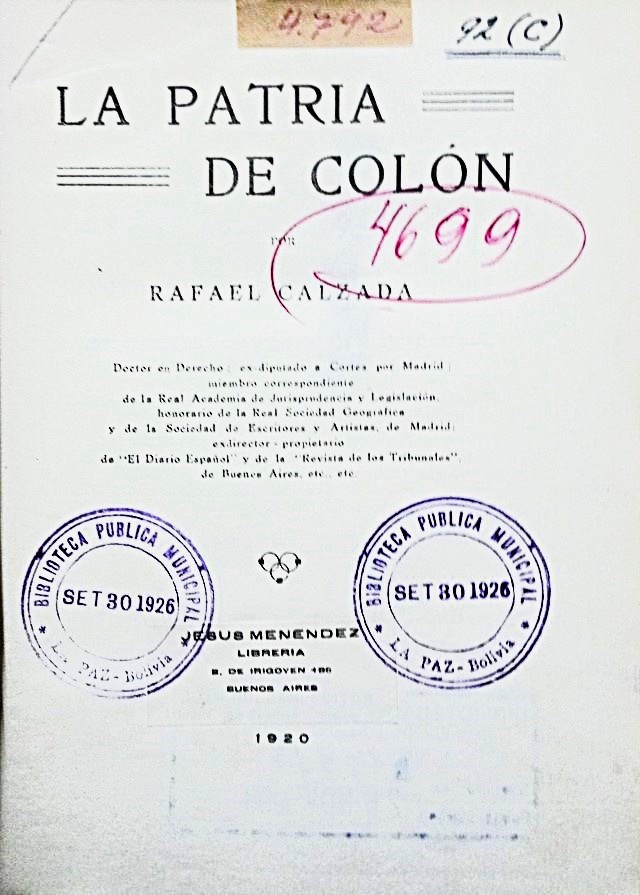 4.792
92 (C)
LA PATRIA
DE COLÓN
4699
POR
RAFAEL CALZADA
Doctor en Derecho; ex-diputado a Cortes por Madrid;
miembro correspondiente
de la Real Academia de Jurisprudencia y Legislación,
honorario de la Real Sociedad Geográfica
y de la Sociedad de Escritores y Artistas, de Madrid;
exdirector-propietario
de "El Diario Español" y de la "Revista de los Tribunales",
de Buenos Aires, etc., etc.
BIBLIOTECA PUBLICA MUNICIPAL
SET 30 1926
* LA PAZ - Bolivia *
BIBLIOTECA PUBLICA MUNICIPAL
SET 30 1926
* LA PAZ - Bolivia *
JESUS MENENDEZ
LIBRERIA
B. DE IRIGOYEN 186
BUENOS AIRES
1920